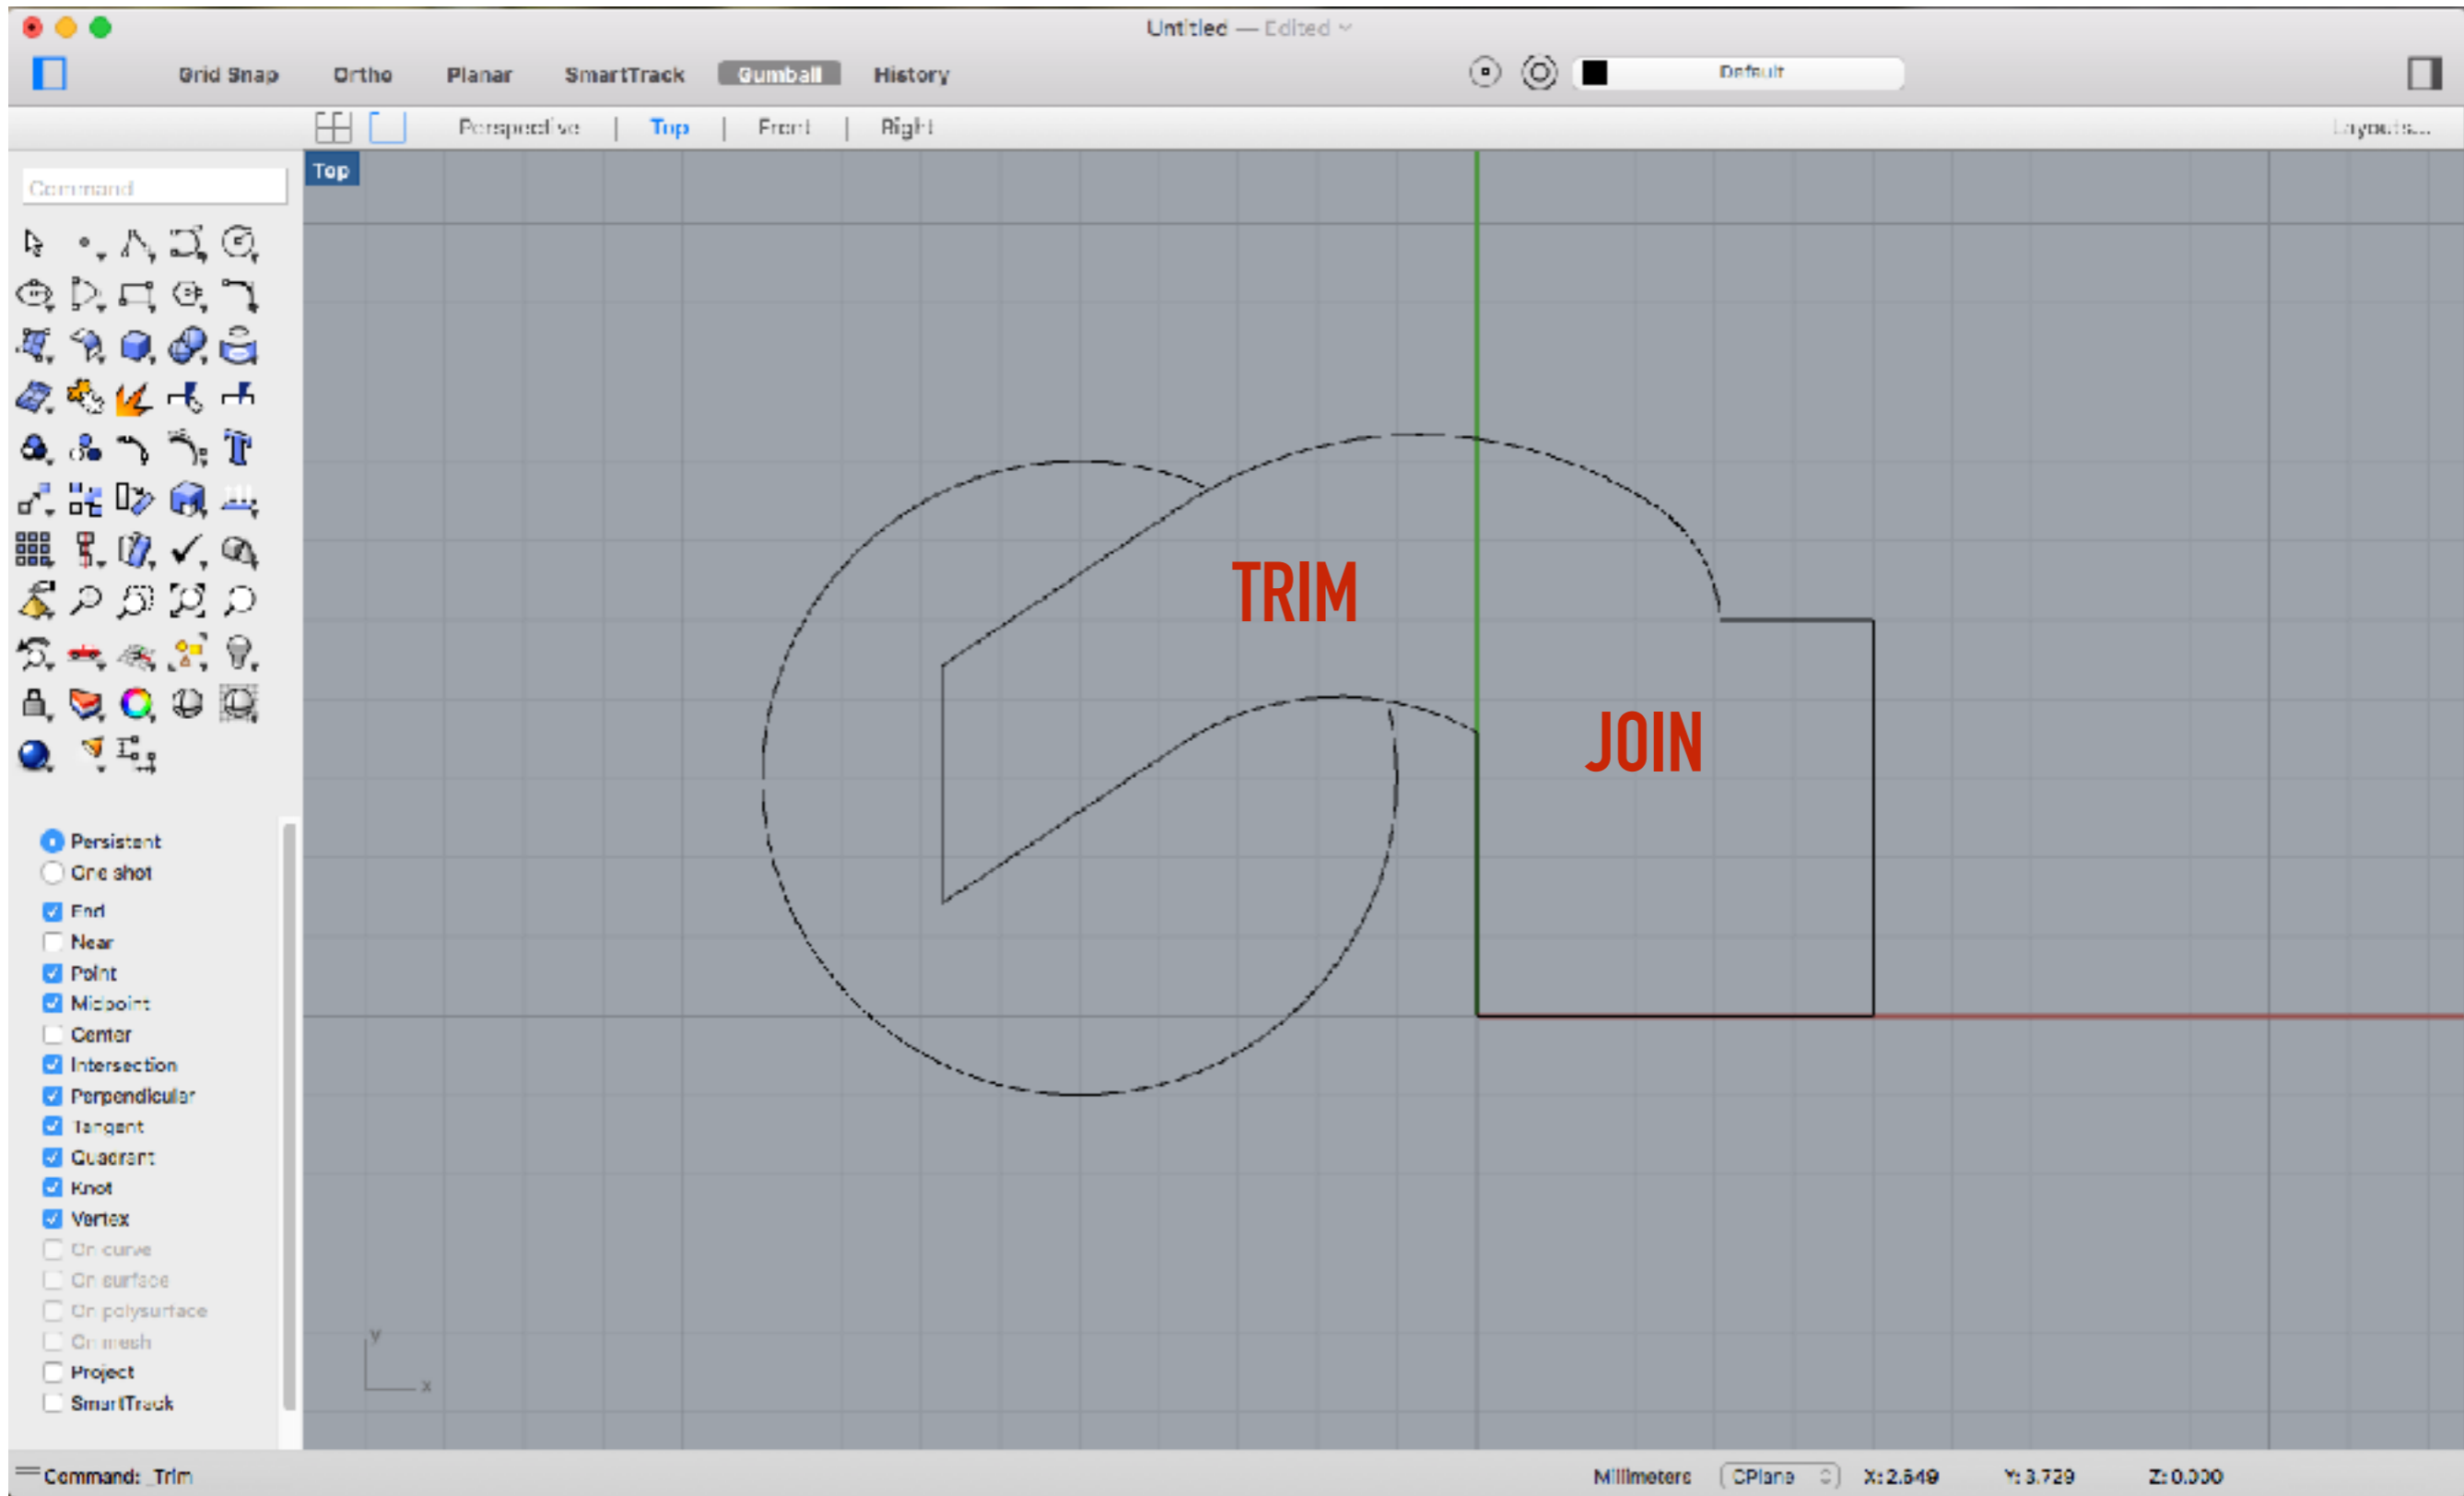 Untitled — Edited
Grid Snap Ortho Planar SmartTrack Gumball History Default
Perspective | Top | Front | Right Layouts...
Top
Command
TRIM
JOIN
Persistent
One shot
End
Near
Point
Midpoint
Center
Intersection
Perpendicular
Tangent
Quadrant
Knot
Vertex
On curve
On surface
On polysurface
On mesh
Project
SmartTrack
y
x
Command: _Trim Millimeters CPlane X: 2.649 Y: 3.729 Z: 0.000